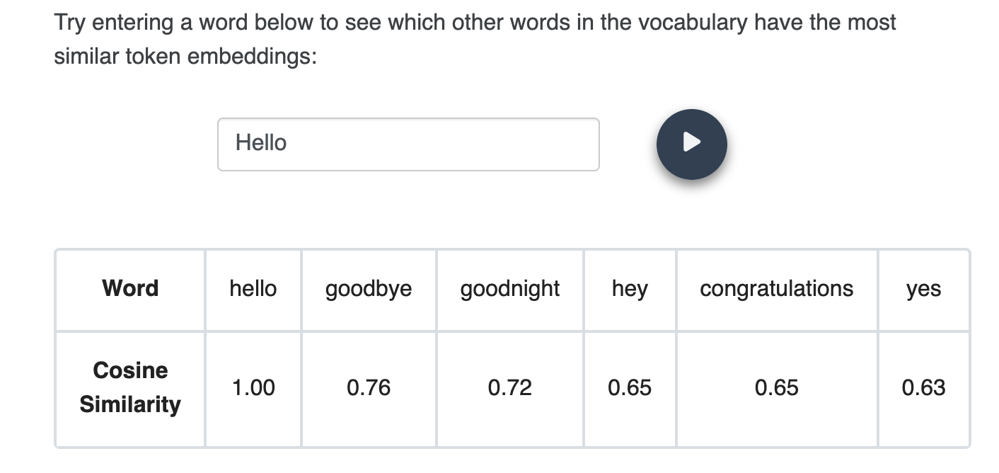 Try entering a word below to see which other words in the vocabulary have the most
similar token embeddings:
Hello
Word hello goodbye goodnight hey congratulations yes
Cosine
Similarity 1.00 0.76 0.72 0.65 0.65 0.63